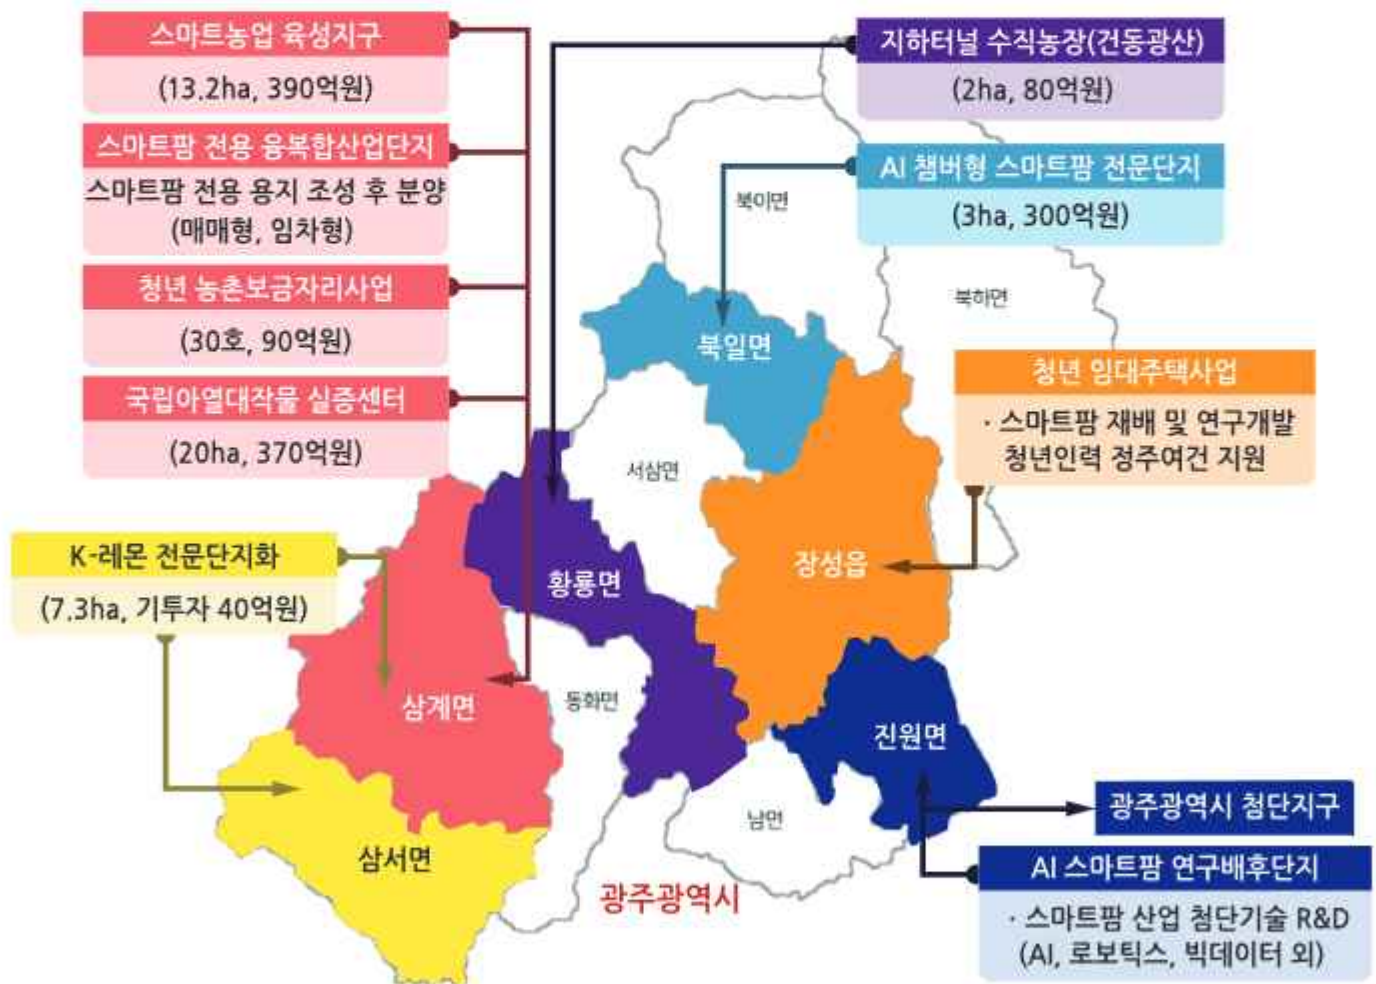 스마트농업 육성지구
(13.2ha, 390억원)
스마트팜 전용 융복합산업단지
스마트팜 전용 용지 조성 후 분양
(매매형, 임차형)
청년 농촌보금자리사업
(30호, 90억원)
국립아열대작물 실증센터
(20ha, 370억원)
K-레몬 전문단지화
(7.3ha, 기투자 40억원)
지하터널 수직농장(건동광산)
(2ha, 80억원)
AI 챔버형 스마트팜 전문단지
(3ha, 300억원)
북이면
북하면
북일면
청년 임대주택사업
· 스마트팜 재배 및 연구개발
청년인력 정주여건 지원
서삼면
장성읍
황룡면
동화면
삼계면
진원면
남면
삼서면
광주광역시
광주광역시 첨단지구
AI 스마트팜 연구배후단지
· 스마트팜 산업 첨단기술 R&D
(AI, 로보틱스, 빅데이터 외)